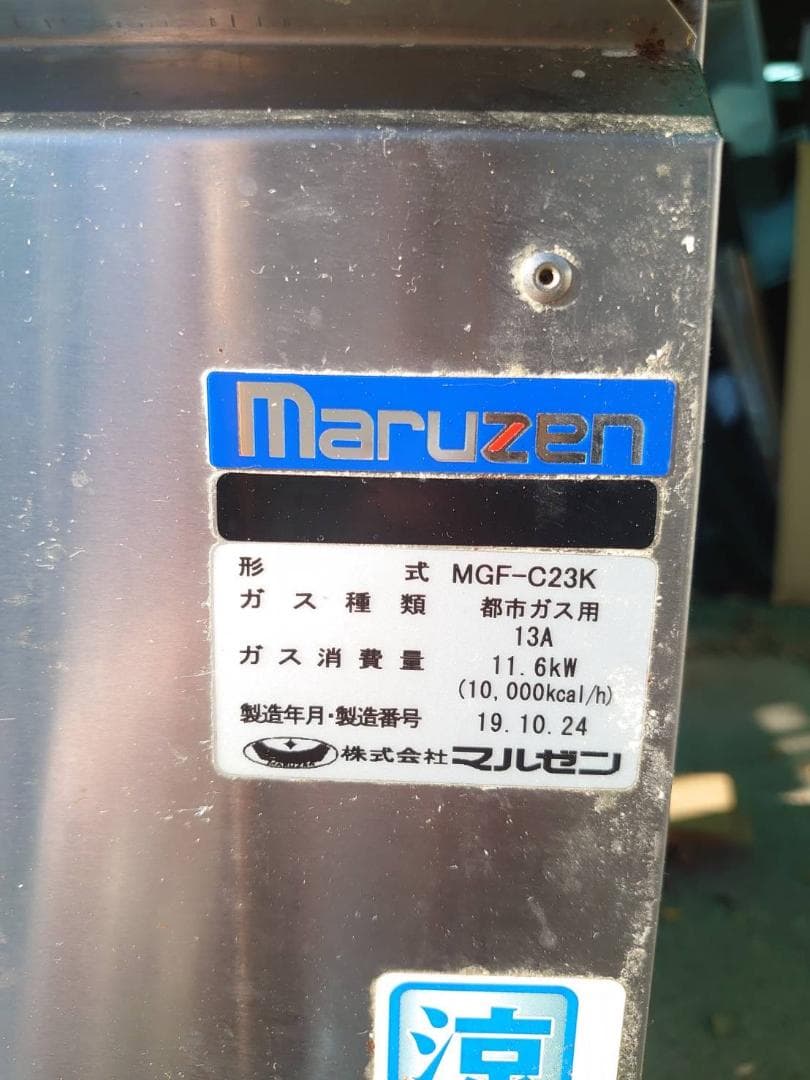 maruzen
形 式 MGF-C23K
ガス種類 都市ガス用
13A
ガス消費量 11.6kW
(10,000kcal/h)
製造年月・製造番号 19.10.24
MARUZEN 株式会社マルゼン
涼